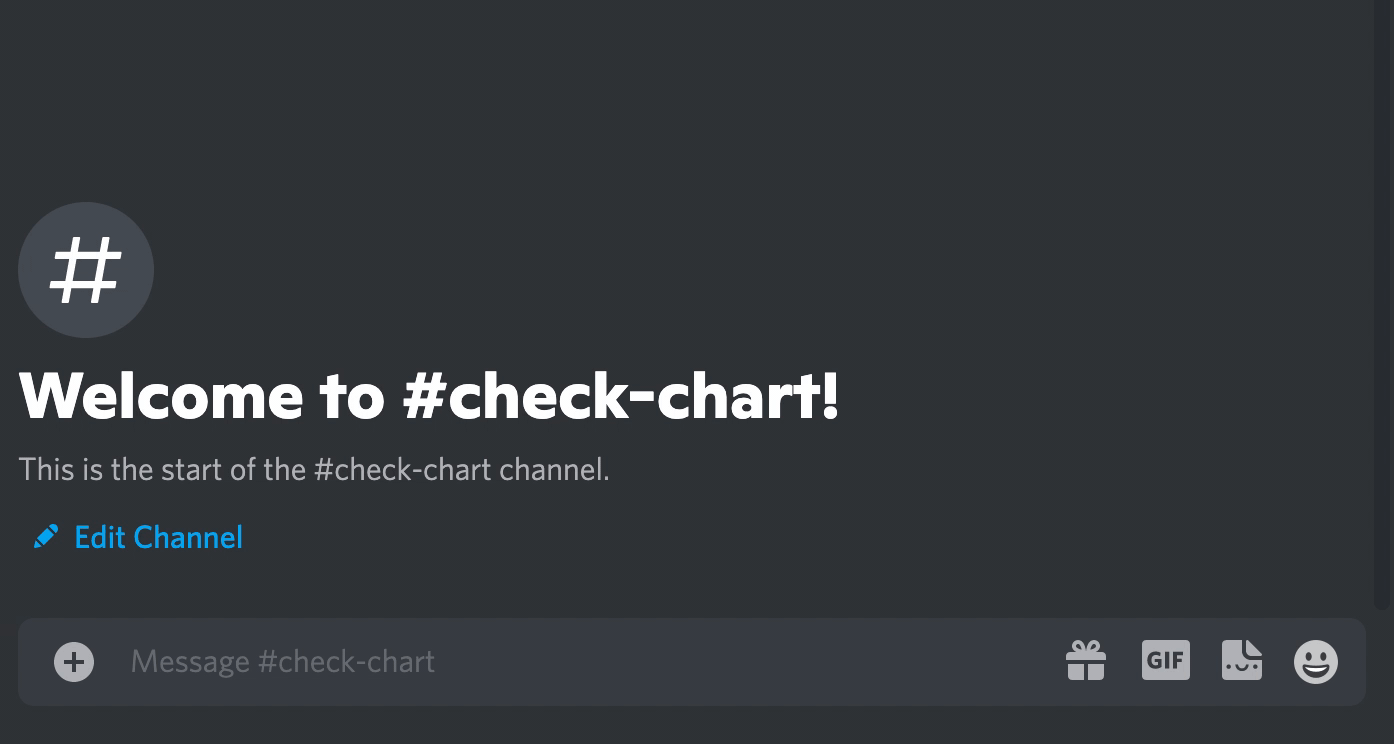 #
Welcome to #check-chart!
This is the start of the #check-chart channel.
Edit Channel
Message #check-chart
GIF